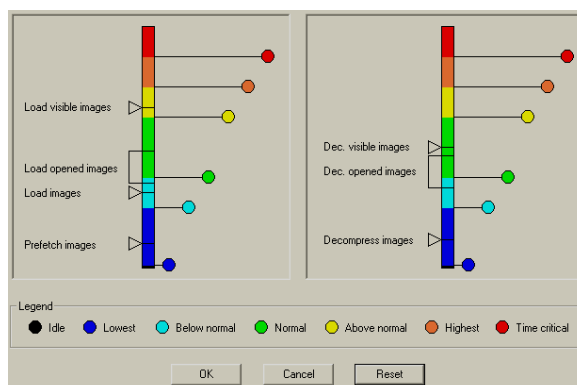 Load visible images
Load opened images
Load images
Prefetch images
Dec. visible images
Dec. opened images
Decompress images
Legend
Idle
Lowest
Below normal
Normal
Above normal
Highest
Time critical
OK
Cancel
Reset